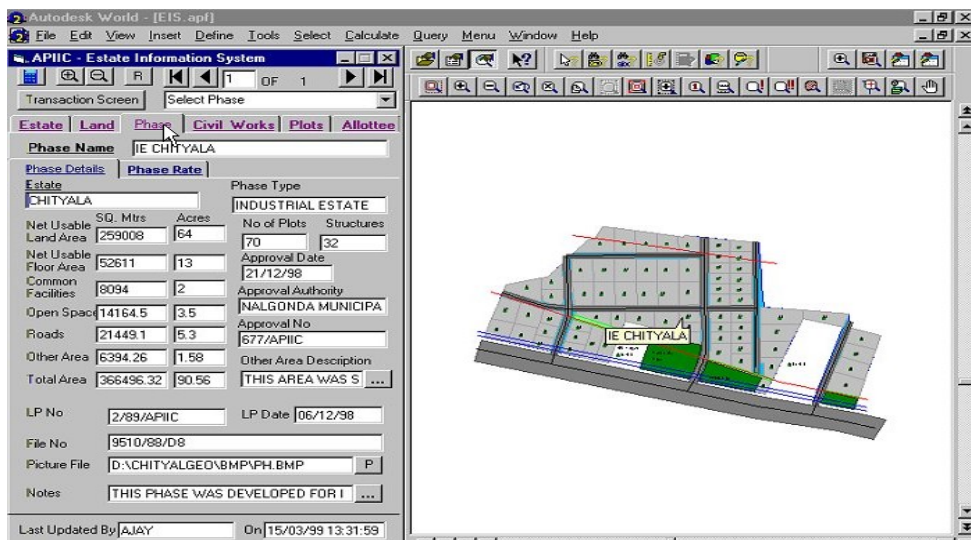 Autodesk World - [EIS.apf]
File Edit View Insert Define Tools Select Calculate Query Menu Window Help
APIIC - Estate Information System
R 1 OF 1
Transaction Screen Select Phase
Estate Land Phase Civil Works Plots Allottee
Phase Name IE CHITYALA
Phase Details Phase Rate
Estate Phase Type
CHITYALA INDUSTRIAL ESTATE
SQ. Mtrs Acres No of Plots Structures
Net Usable Land Area 259008 64 70 32
Net Usable Floor Area 52611 13 Approval Date 21/12/98
Common Facilities 8094 2 Approval Authority
Open Space 14164.5 3.5 NALGONDA MUNICIPA
Roads 21449.1 5.3 Approval No 677/APIIC
Other Area 6394.26 1.58 Other Area Description
Total Area 366496.32 90.56 THIS AREA WAS S ...
LP No 2/89/APIIC LP Date 06/12/98
File No 9510/88/D8
Picture File D:\CHITYALGEO\BMP\PH.BMP P
Notes THIS PHASE WAS DEVELOPED FOR I ...
Last Updated By AJAY On 15/03/99 13:31:59
IE CHITYALA